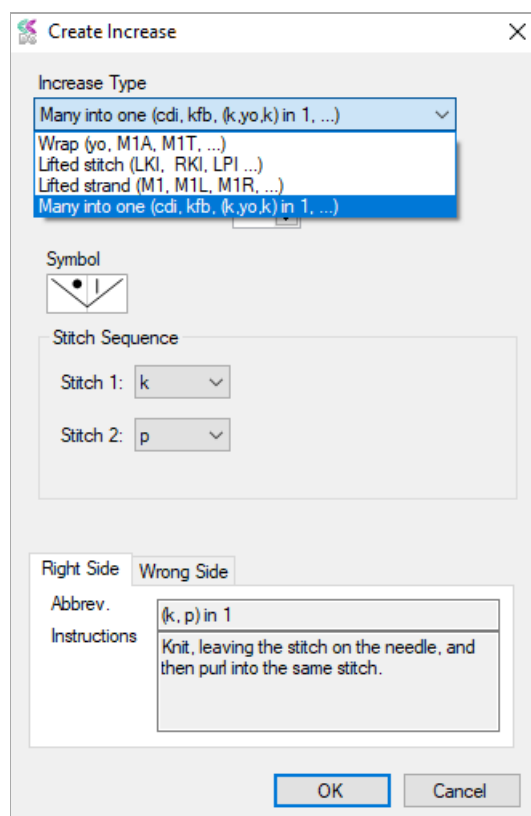 Create Increase
Increase Type
Many into one (cdi, kfb, (k,yo,k) in 1, ...)
Wrap (yo, M1A, M1T, ...)
Lifted stitch (LKI, RKI, LPI ...)
Lifted strand (M1, M1L, M1R, ...)
Many into one (cdi, kfb, (k,yo,k) in 1, ...)
Symbol
Stitch Sequence
Stitch 1: k
Stitch 2: p
Right Side Wrong Side
Abbrev. (k, p) in 1
Instructions Knit, leaving the stitch on the needle, and
then purl into the same stitch.
OK Cancel